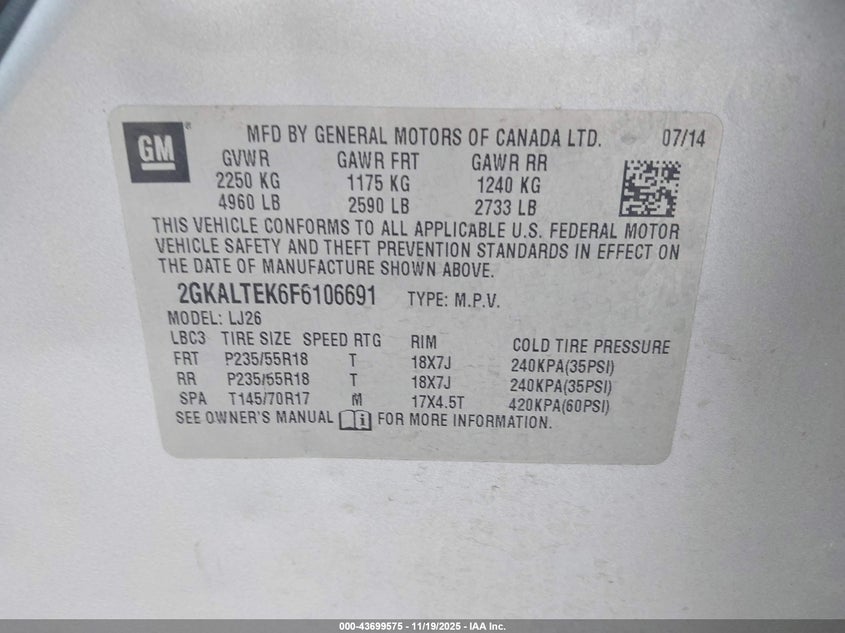 GM® MFD BY GENERAL MOTORS OF CANADA LTD. 07/14
GVWR GAWR FRT GAWR RR
2250 KG 1175 KG 1240 KG
4960 LB 2590 LB 2733 LB
THIS VEHICLE CONFORMS TO ALL APPLICABLE U.S. FEDERAL MOTOR
VEHICLE SAFETY AND THEFT PREVENTION STANDARDS IN EFFECT ON
THE DATE OF MANUFACTURE SHOWN ABOVE.
2GKALTEK6F6106691 TYPE: M.P.V.
MODEL: LJ26
LBC3 TIRE SIZE SPEED RTG RIM COLD TIRE PRESSURE
FRT P235/55R18 T 18X7J 240KPA(35PSI)
RR P235/55R18 T 18X7J 240KPA(35PSI)
SPA T145/70R17 M 17X4.5T 420KPA(60PSI)
SEE OWNER'S MANUAL FOR MORE INFORMATION.
000-43699575 - 11/19/2025 - IAA Inc.